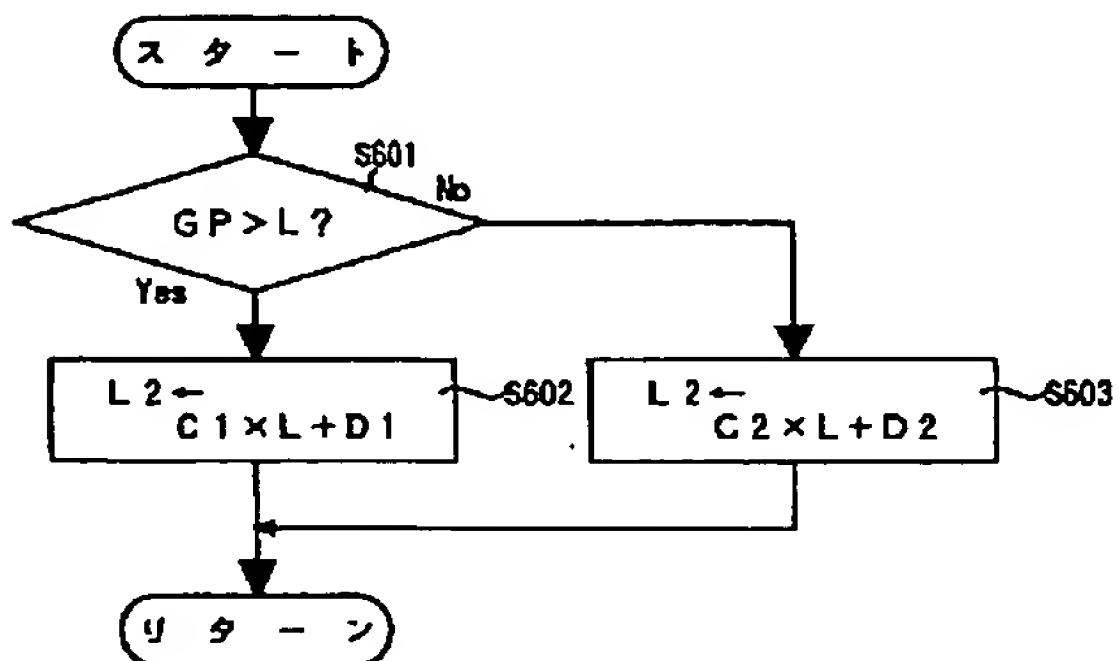 スタート
S601
No
GP>L?
Yes
L2←
C1×L+D1
S602
L2←
C2×L+D2
S603
リターン